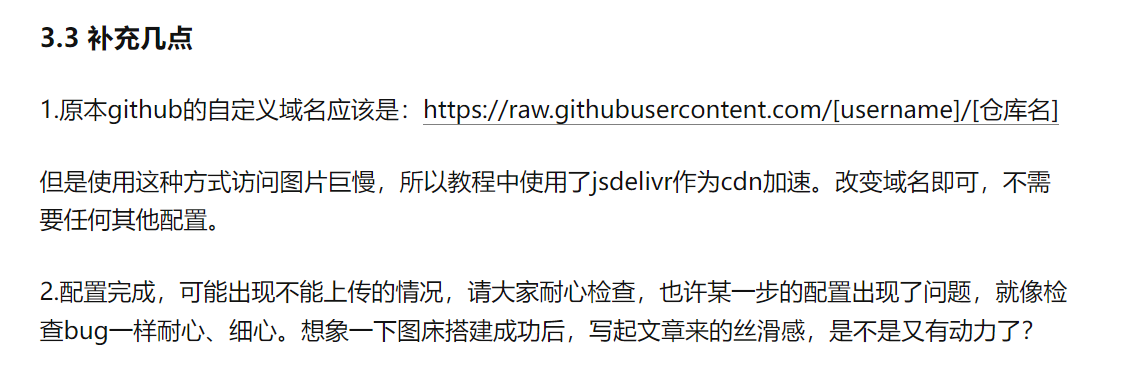 3.3 补充几点
1.原本github的自定义域名应该是：https://raw.githubusercontent.com/[username]/[仓库名]
但是使用这种方式访问图片巨慢，所以教程中使用了jsdelivr作为cdn加速。改变域名即可，不需
要任何其他配置。
2.配置完成，可能出现不能上传的情况，请大家耐心检查，也许某一步的配置出现了问题，就像检
查bug一样耐心、细心。想象一下图床搭建成功后，写起文章来的丝滑感，是不是又有动力了？